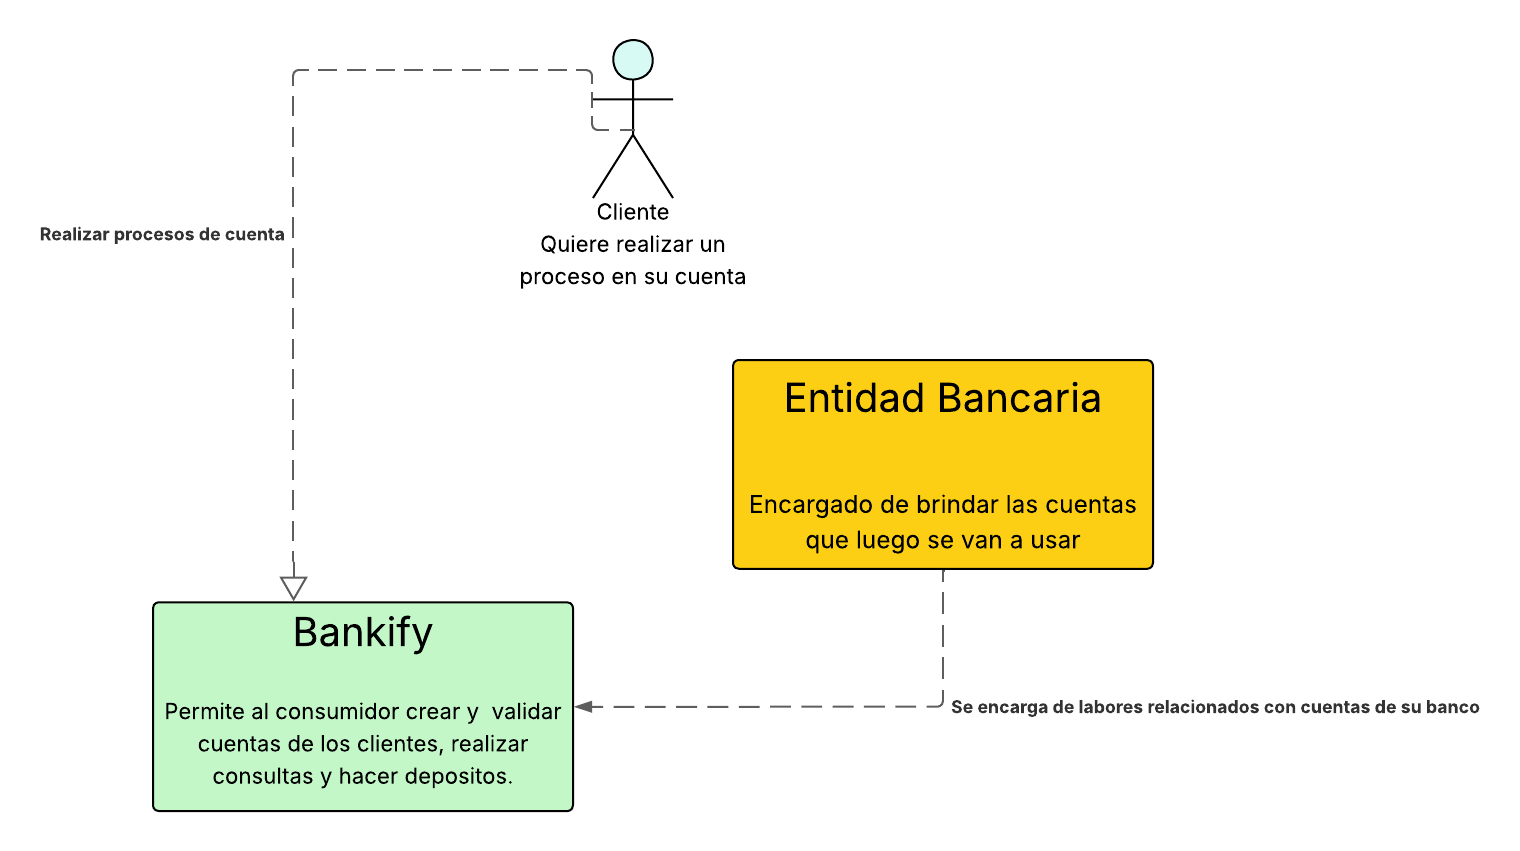 Cliente
Quiere realizar un
proceso en su cuenta
Realizar procesos de cuenta
Entidad Bancaria
Encargado de brindar las cuentas
que luego se van a usar
Bankify
Permite al consumidor crear y  validar
cuentas de los clientes, realizar
consultas y hacer depositos.
Se encarga de labores relacionados con cuentas de su banco